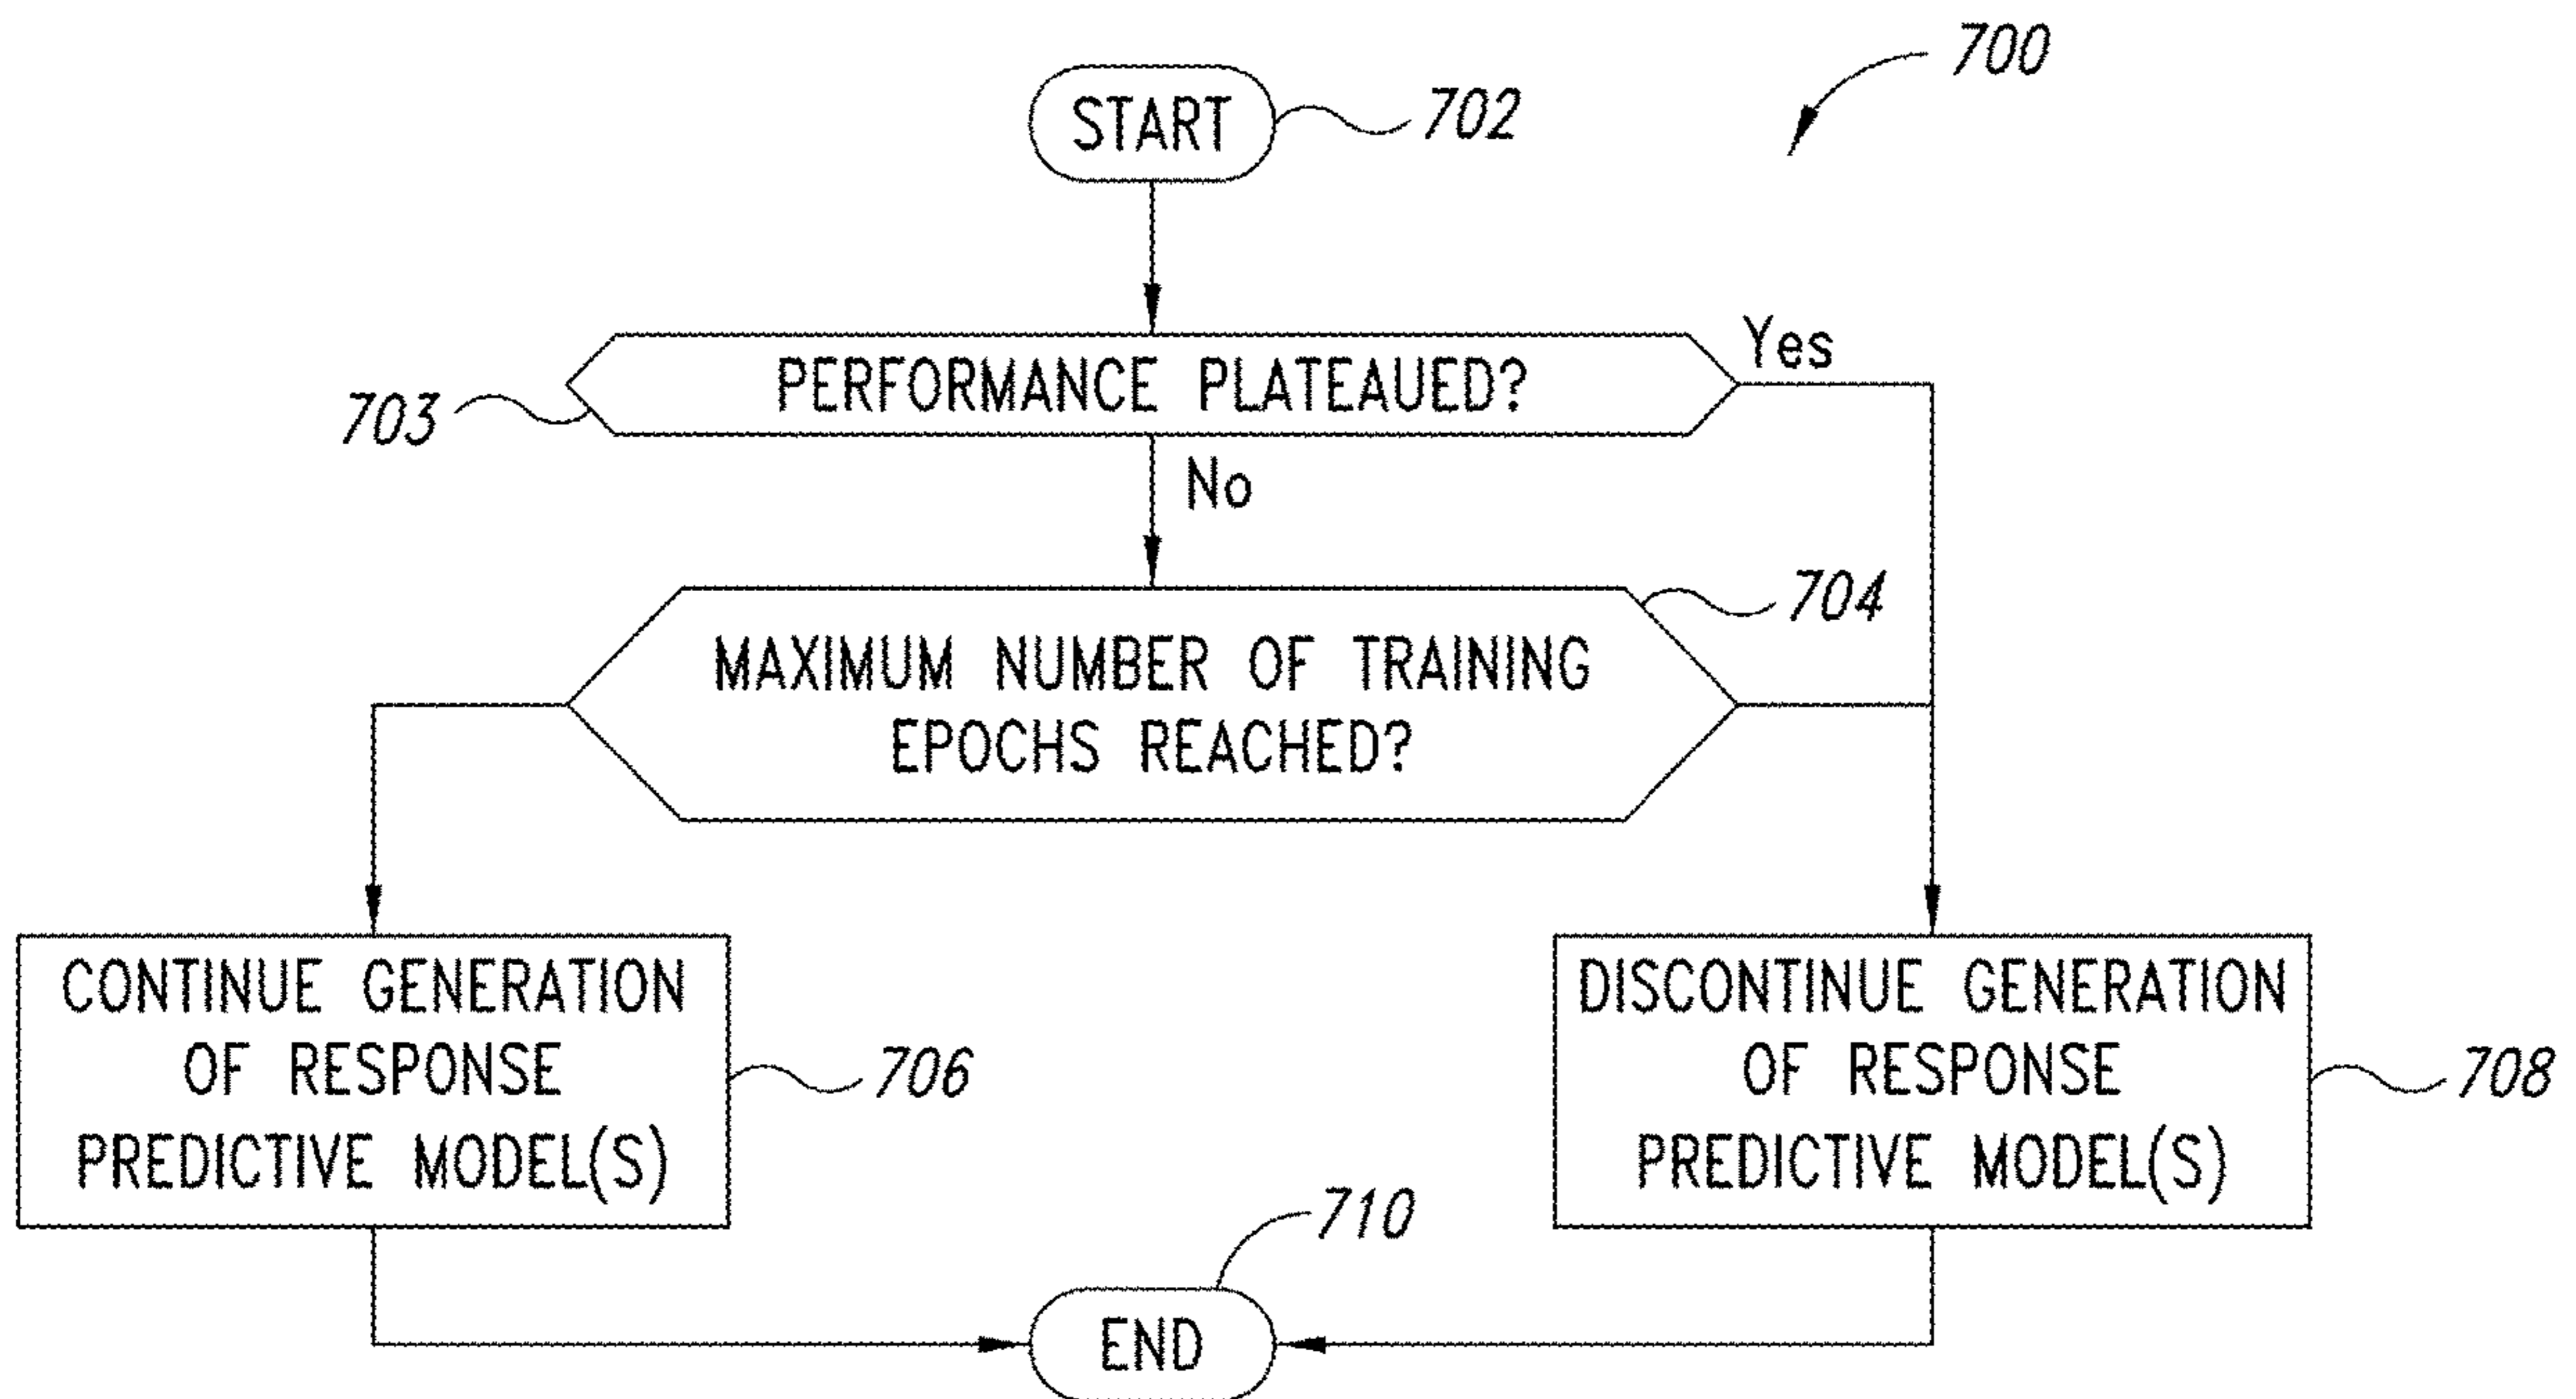 700
START
702
PERFORMANCE PLATEAUED?
Yes
703
No
704
MAXIMUM NUMBER OF TRAINING
EPOCHS REACHED?
CONTINUE GENERATION
OF RESPONSE
PREDICTIVE MODEL(S)
706
DISCONTINUE GENERATION
OF RESPONSE
PREDICTIVE MODEL(S)
708
710
END